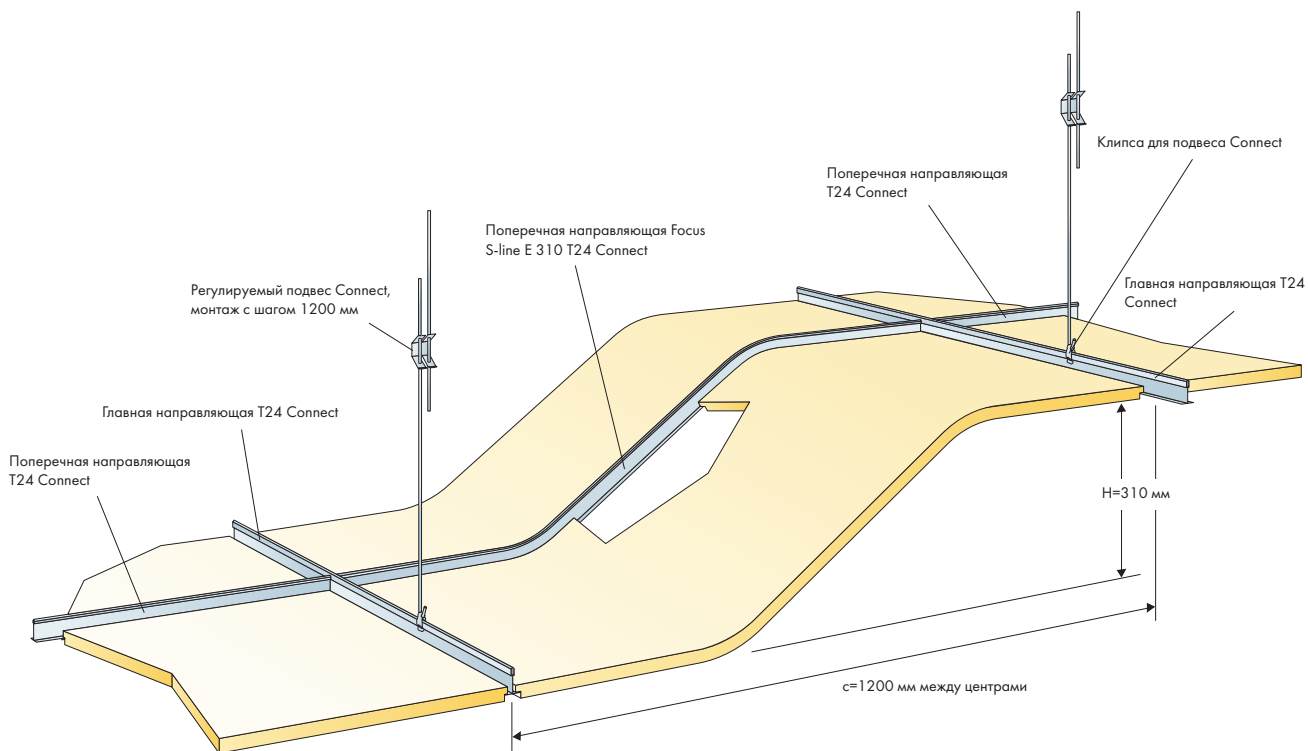 Клипса для подвеса Connect
Поперечная направляющая
T24 Connect
Поперечная направляющая Focus
S-line E 310 T24 Connect
Регулируемый подвес Connect,
монтаж с шагом 1200 мм
Главная направляющая T24
Connect
Главная направляющая T24 Connect
Поперечная направляющая
T24 Connect
H=310 мм
c=1200 мм между центрами